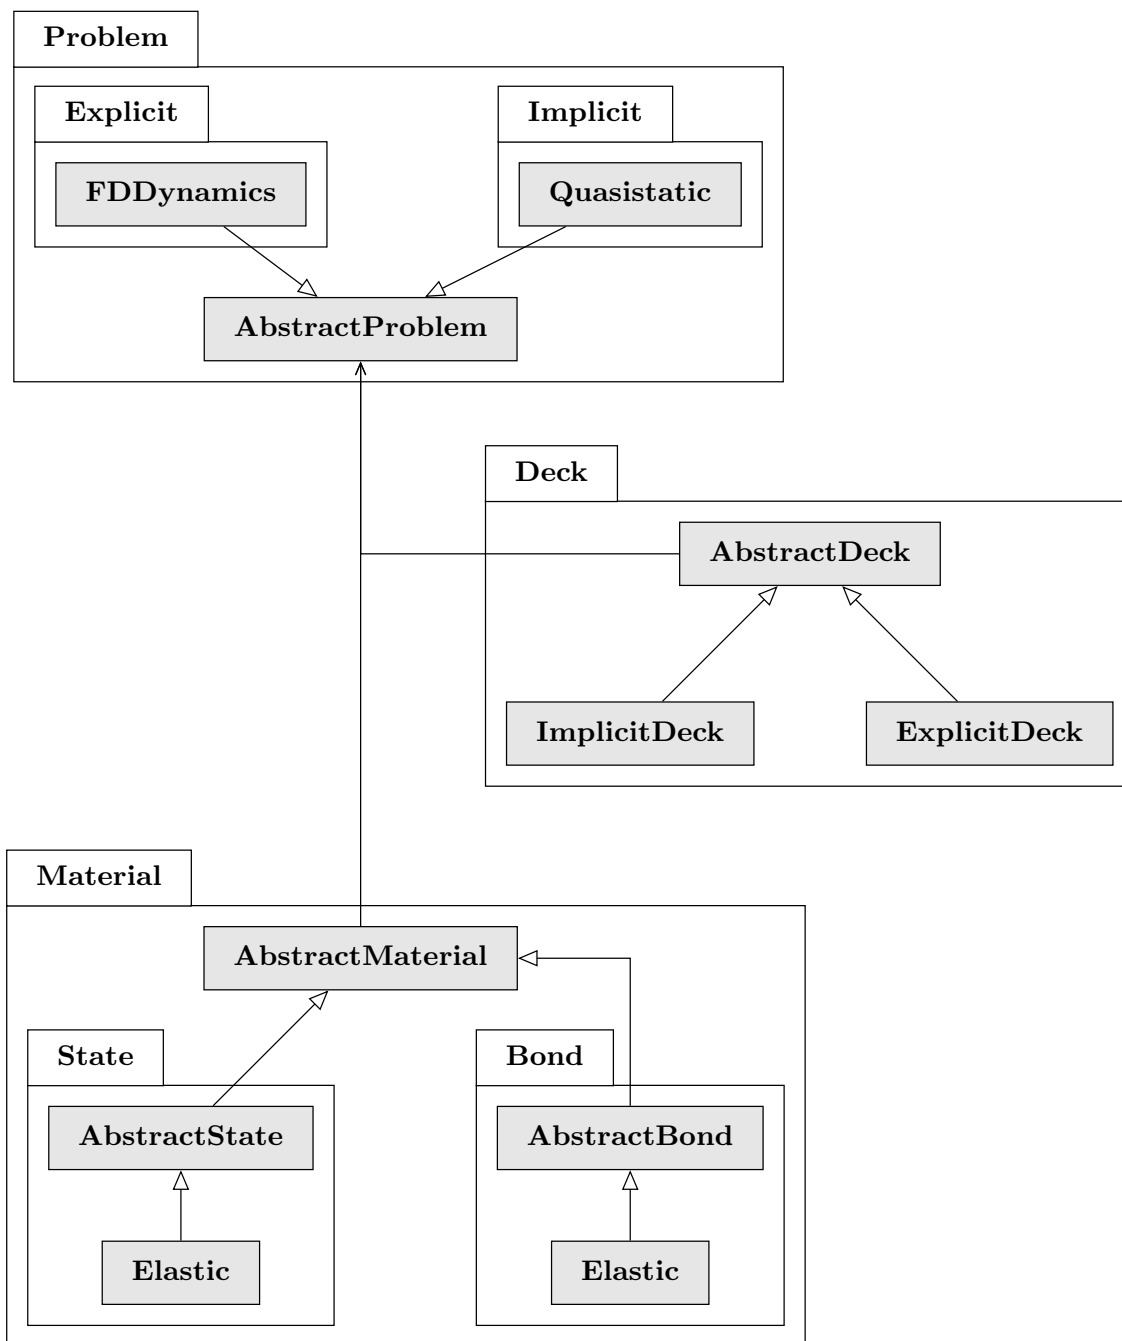 Problem
Explicit
Implicit
FDDynamics
Quasistatic
AbstractProblem
Deck
AbstractDeck
ImplicitDeck
ExplicitDeck
Material
AbstractMaterial
State
Bond
AbstractState
AbstractBond
Elastic
Elastic